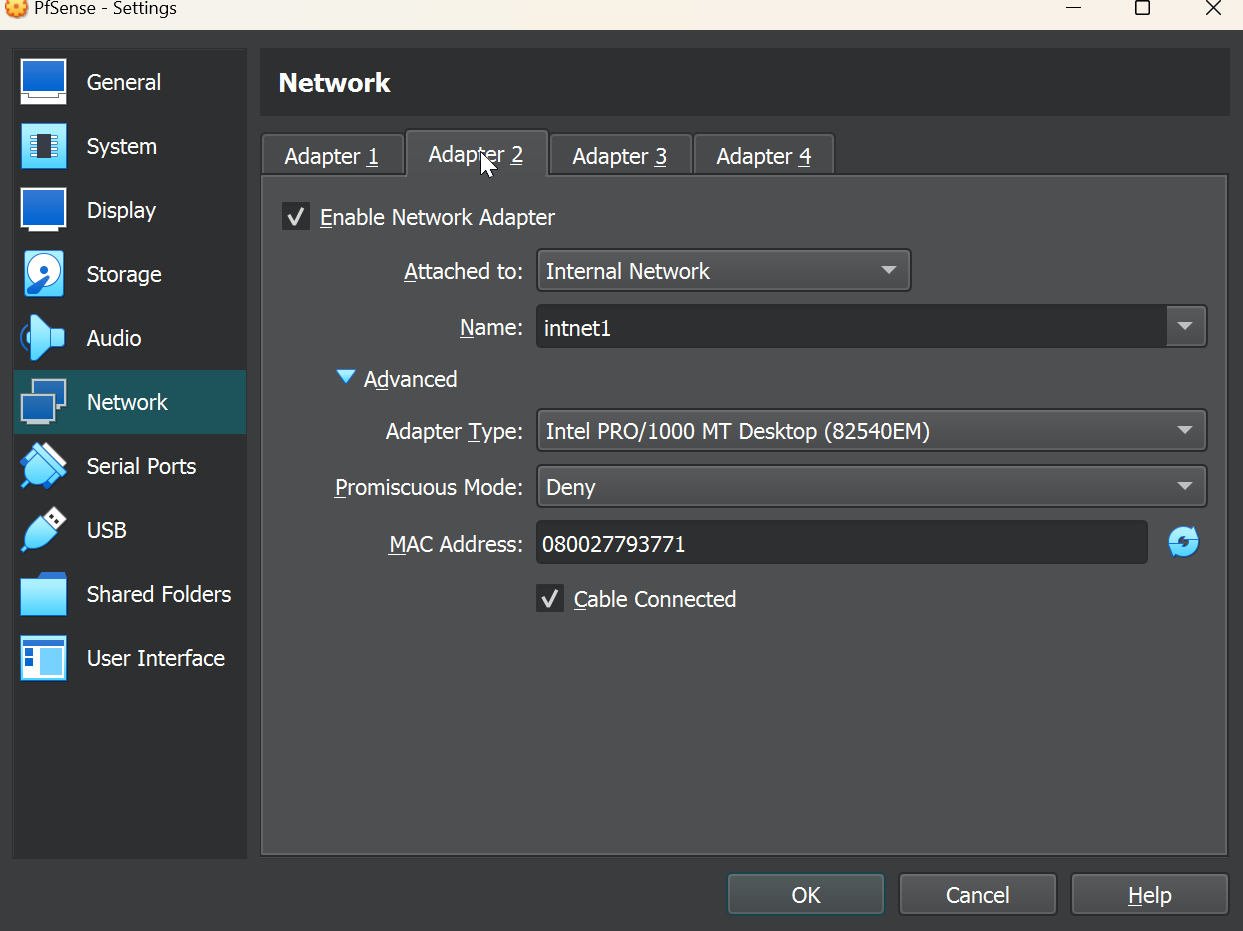 PfSense - Settings
General
System
Display
Storage
Audio
Network
Serial Ports
USB
Shared Folders
User Interface
Network
Adapter 1 Adapter 2 Adapter 3 Adapter 4
Enable Network Adapter
Attached to: Internal Network
Name: intnet1
Advanced
Adapter Type: Intel PRO/1000 MT Desktop (82540EM)
Promiscuous Mode: Deny
MAC Address: 080027793771
Cable Connected
OK Cancel Help